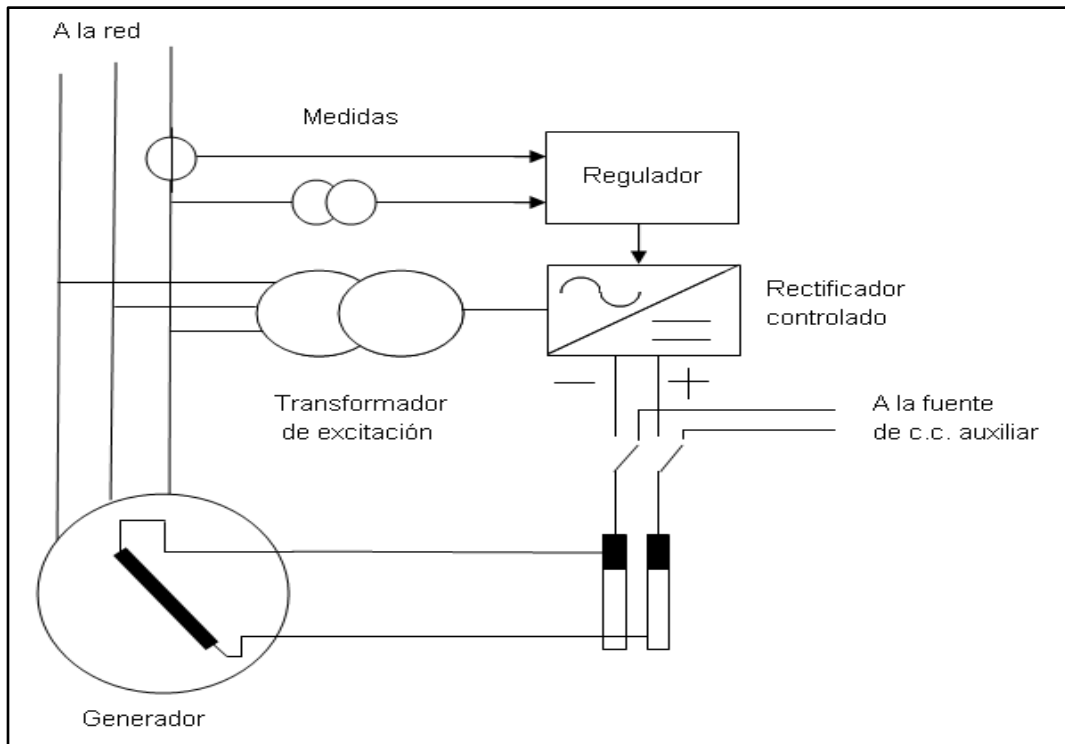 A la red
Medidas
Regulador
Rectificador
controlado
Transformador
de excitación
A la fuente
de c.c. auxiliar
Generador